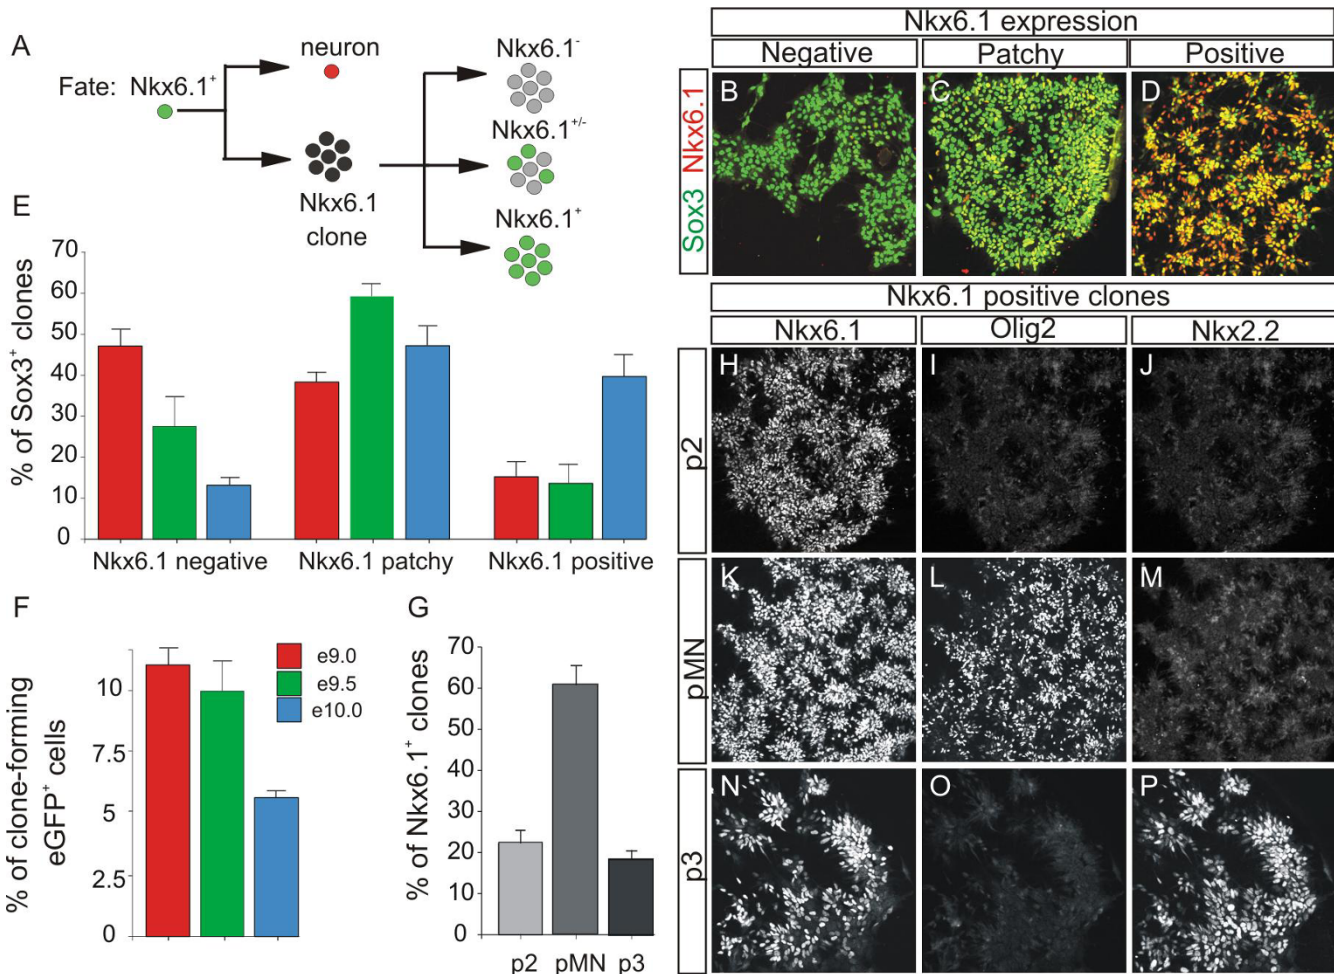 A
Fate: Nkx6.1+
neuron
Nkx6.1
clone
Nkx6.1-
Nkx6.1+/-
Nkx6.1+
Nkx6.1 expression
Negative
Patchy
Positive
Sox3 Nkx6.1
B
C
D
E
% of Sox3+ clones
70
60
50
40
30
20
10
0
Nkx6.1 negative
Nkx6.1 patchy
Nkx6.1 positive
F
% of clone-forming
eGFP+ cells
10
7.5
5
2.5
0
e9.0
e9.5
e10.0
G
% of Nkx6.1+ clones
70
60
50
40
30
20
10
0
p2
pMN
p3
Nkx6.1 positive clones
Nkx6.1
Olig2
Nkx2.2
p2
H
I
J
pMN
K
L
M
p3
N
O
P